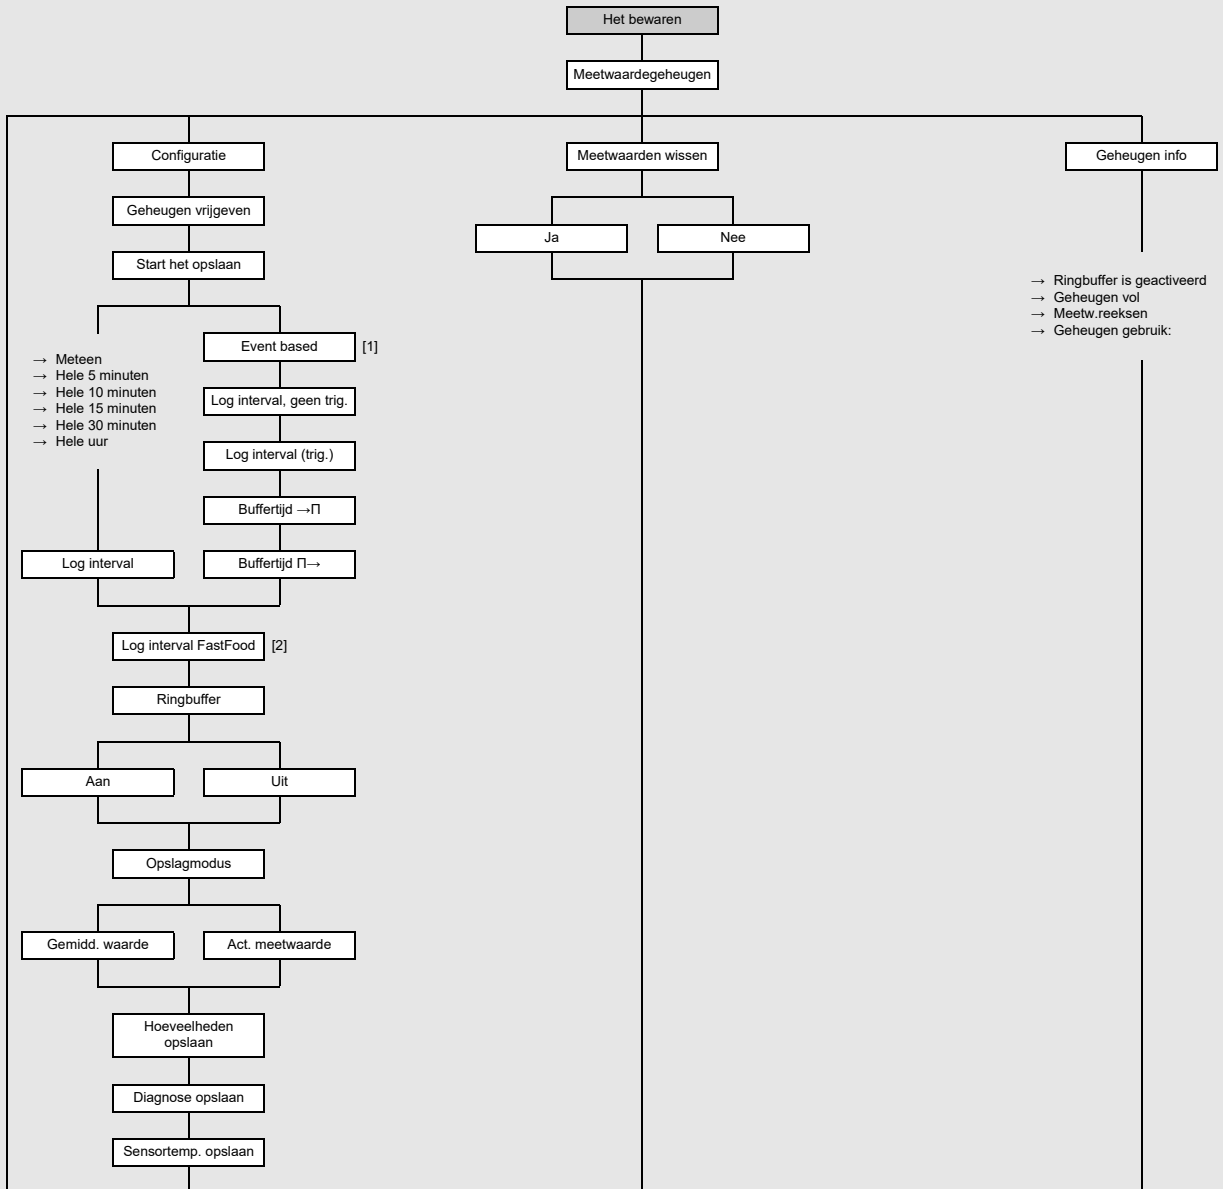 Het bewaren
Meetwaardegeheugen
Configuratie
Meetwaarden wissen
Geheugen info
Geheugen vrijgeven
Ja
Nee
Start het opslaan
→ Ringbuffer is geactiveerd
→ Geheugen vol
→ Meetw.reeksen
→ Geheugen gebruik:
Event based [1]
→ Meteen
→ Hele 5 minuten
→ Hele 10 minuten
→ Hele 15 minuten
→ Hele 30 minuten
→ Hele uur
Log interval, geen trig.
Log interval (trig.)
Buffertijd →Π
Log interval
Buffertijd Π→
Log interval FastFood [2]
Ringbuffer
Aan
Uit
Opslagmodus
Gemidd. waarde
Act. meetwaarde
Hoeveelheden
opslaan
Diagnose opslaan
Sensortemp. opslaan